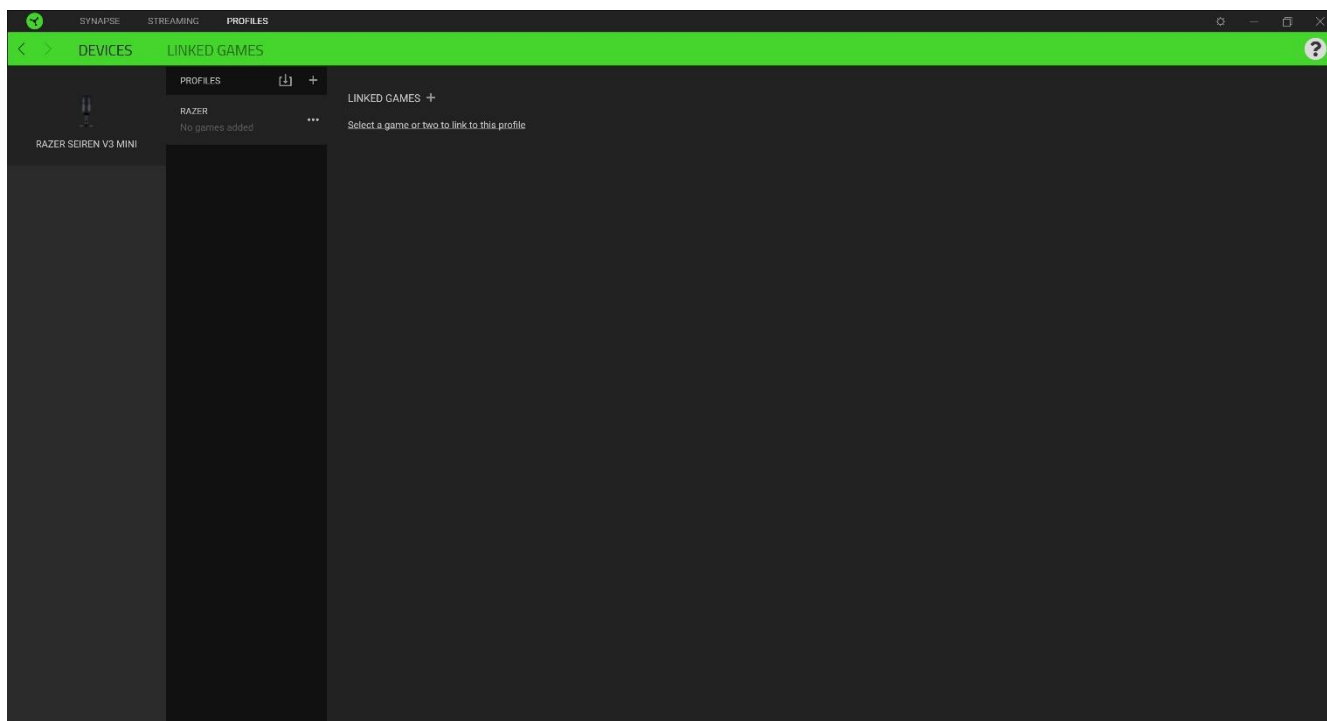 SYNAPSE STREAMING PROFILES
DEVICES LINKED GAMES ?
PROFILES
RAZER
No games added
RAZER SEIREN V3 MINI
LINKED GAMES +
Select a game or two to link to this profile